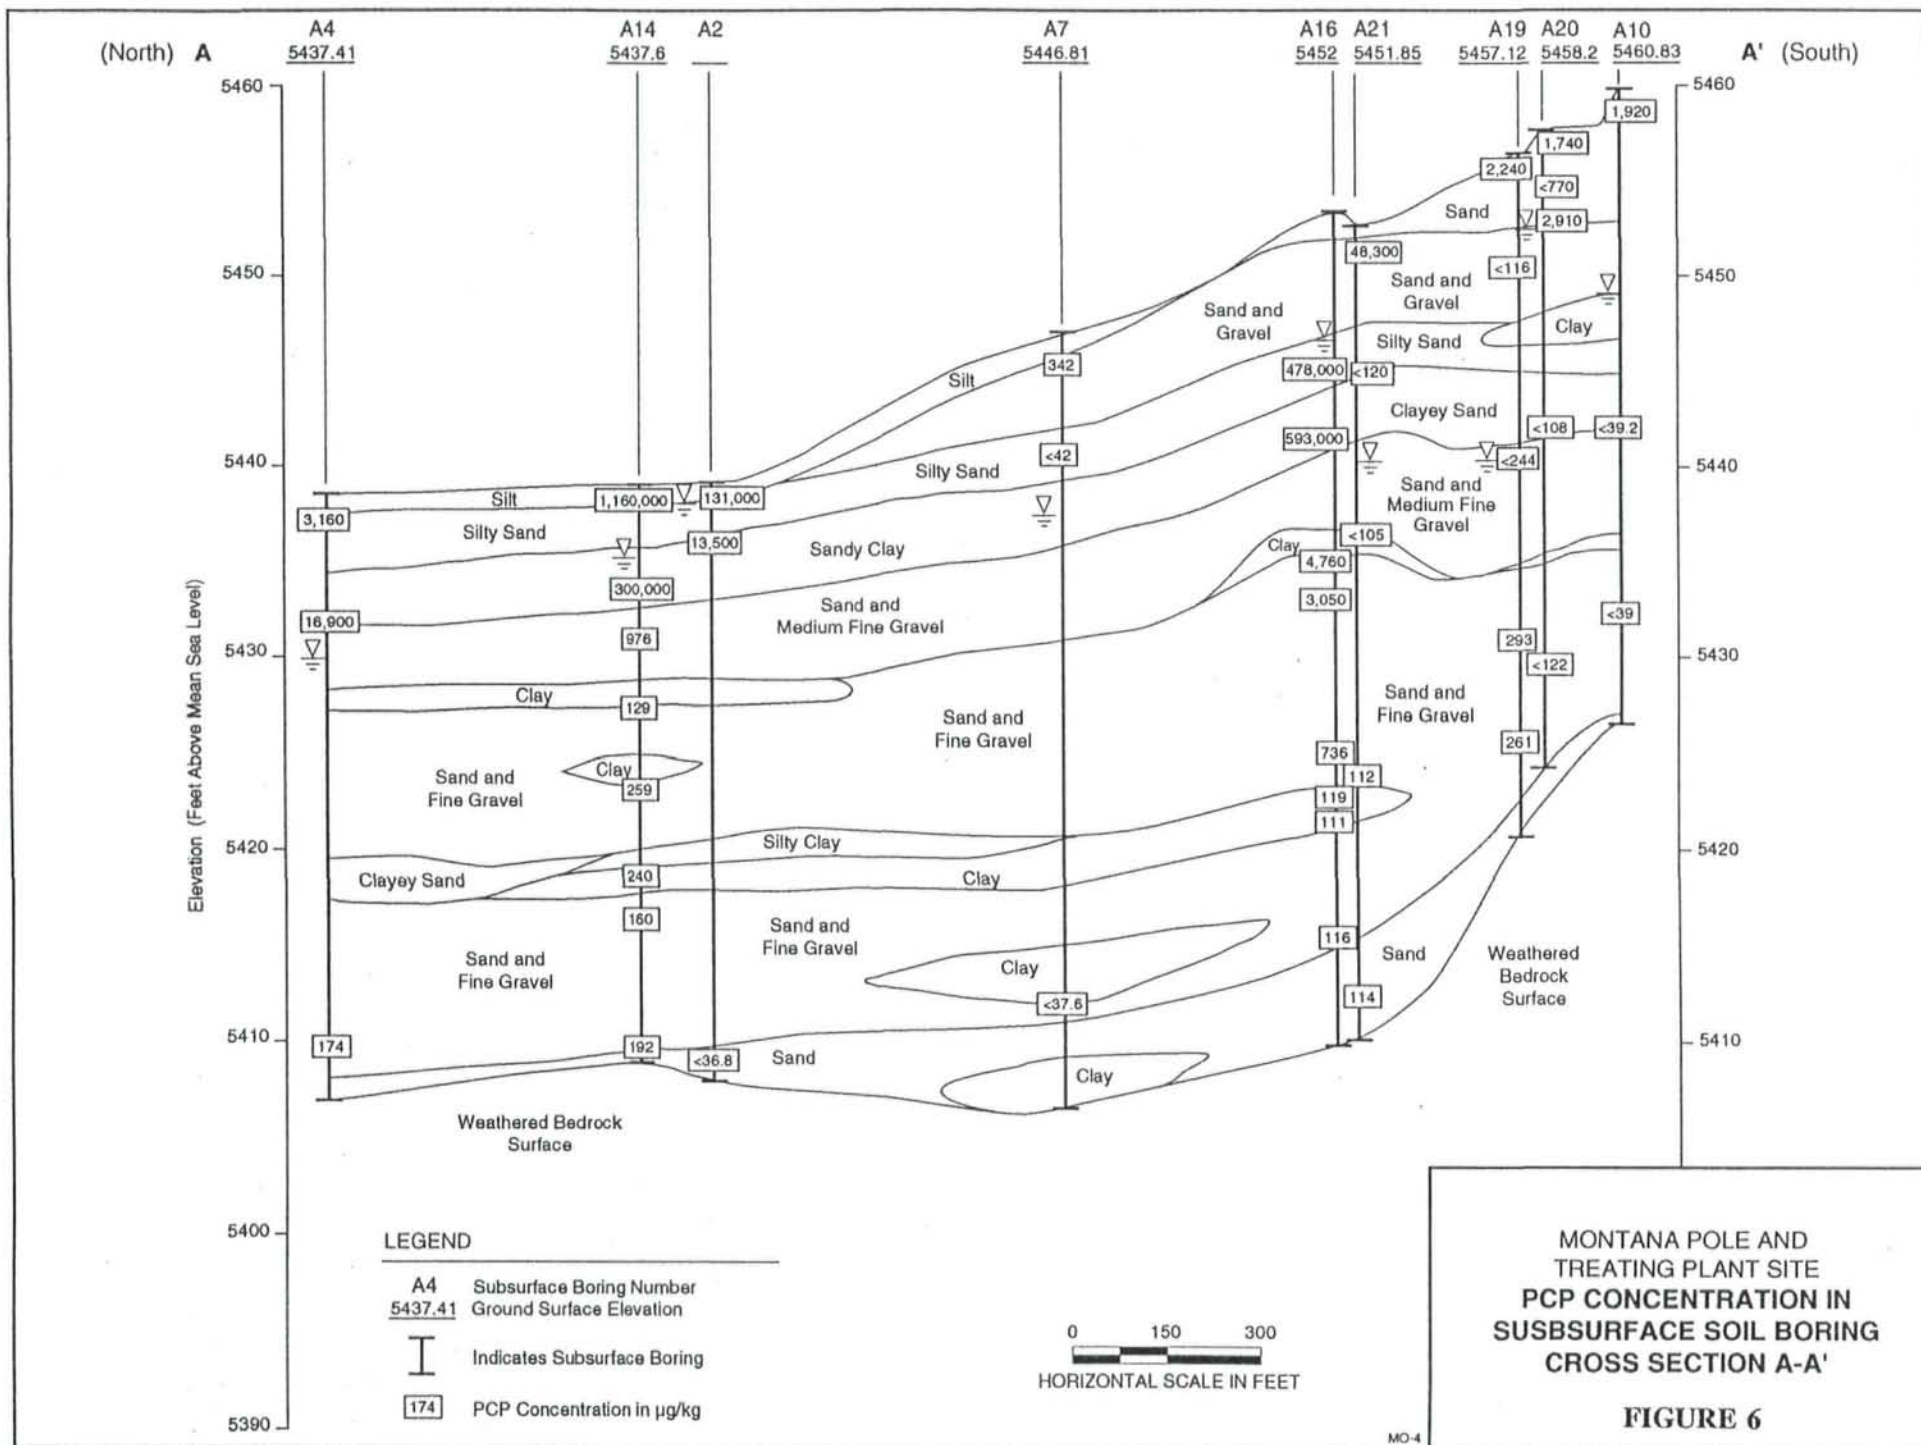 A4 A14 A2 A7 A16 A21 A19 A20 A10
(North) A 5437.41 5437.6 5446.81 5452 5451.85 5457.12 5458.2 5460.83 A' (South)
5460 5460
1,920
1,740
2,240
<770
Sand
2,910
48,300
<116
5450 5450
Sand and
Gravel
Sand and
Gravel
Clay
Silty Sand
342
478,000 <120
Silt
Clayey Sand
593,000
<108 <39.2
<42
<244
5440 5440
Silty Sand
Silt
1,160,000 131,000
Sand and
Medium Fine
Gravel
3,160
Silty Sand
13,500
Sandy Clay
<105
Clay
4,760
300,000
3,050
Sand and
Medium Fine Gravel
16,900
<39
976
293
<122
5430 5430
Clay
129
Sand and
Fine Gravel
Sand and
Fine Gravel
261
736
Clay
112
Sand and
Fine Gravel
259
119
111
Elevation (Feet Above Mean Sea Level)
5420 5420
Silty Clay
Clayey Sand
240
Clay
160
Sand and
Fine Gravel
116
Sand and
Fine Gravel
Clay
Sand
Weathered
Bedrock
Surface
<37.6
114
5410 5410
174
192
<36.8
Sand
Clay
Weathered Bedrock
Surface
5400
5390
LEGEND
A4 Subsurface Boring Number
5437.41 Ground Surface Elevation
Indicates Subsurface Boring
174 PCP Concentration in µg/kg
0 150 300
HORIZONTAL SCALE IN FEET
MO-4
MONTANA POLE AND
TREATING PLANT SITE
PCP CONCENTRATION IN
SUSBSURFACE SOIL BORING
CROSS SECTION A-A'
FIGURE 6